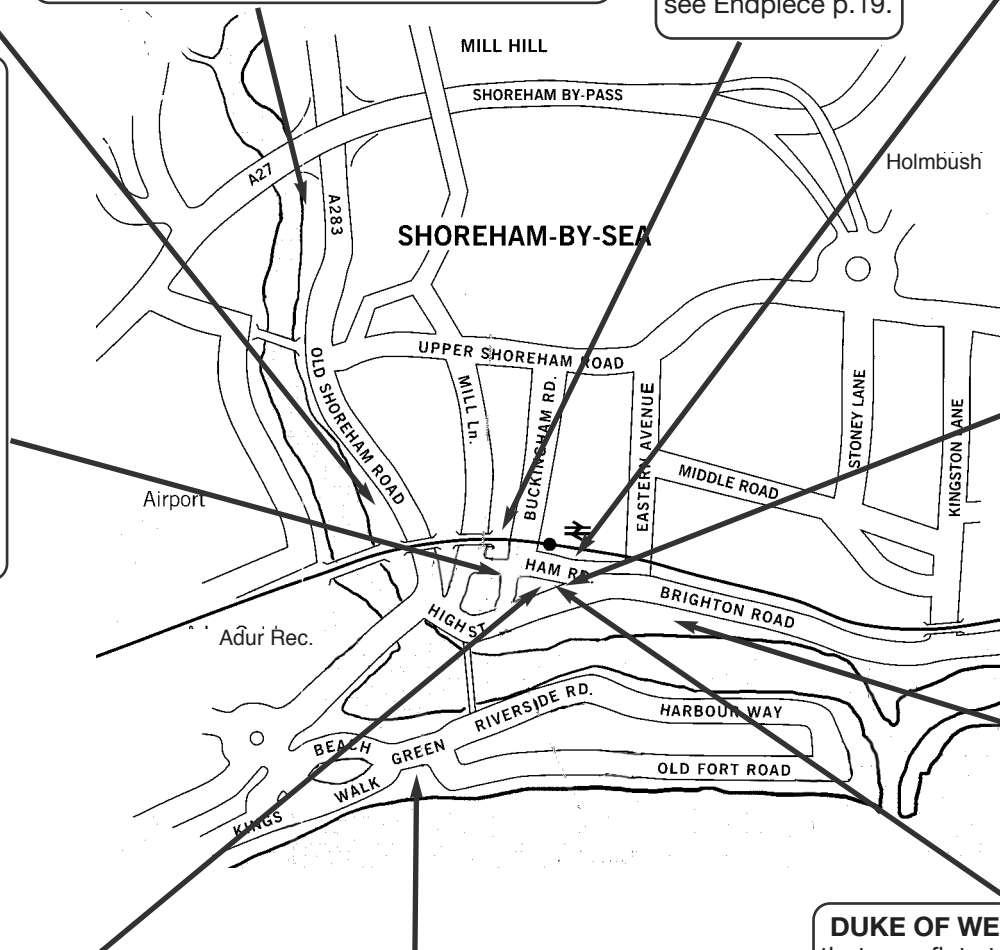 see Endpiece p.19.
MILL HILL
SHOREHAM BY-PASS
Holmbush
A27
A283
SHOREHAM-BY-SEA
UPPER SHOREHAM ROAD
OLD SHOREHAM ROAD
MILL Ln.
BUCKINGHAM RD.
EASTERN AVENUE
STONEY LANE
KINGSTON LANE
MIDDLE ROAD
Airport
HAM RD.
BRIGHTON ROAD
HIGH ST.
Adur Rec.
RIVERSIDE RD.
HARBOUR WAY
BEACH GREEN
OLD FORT ROAD
KINGS WALK
DUKE OF WE